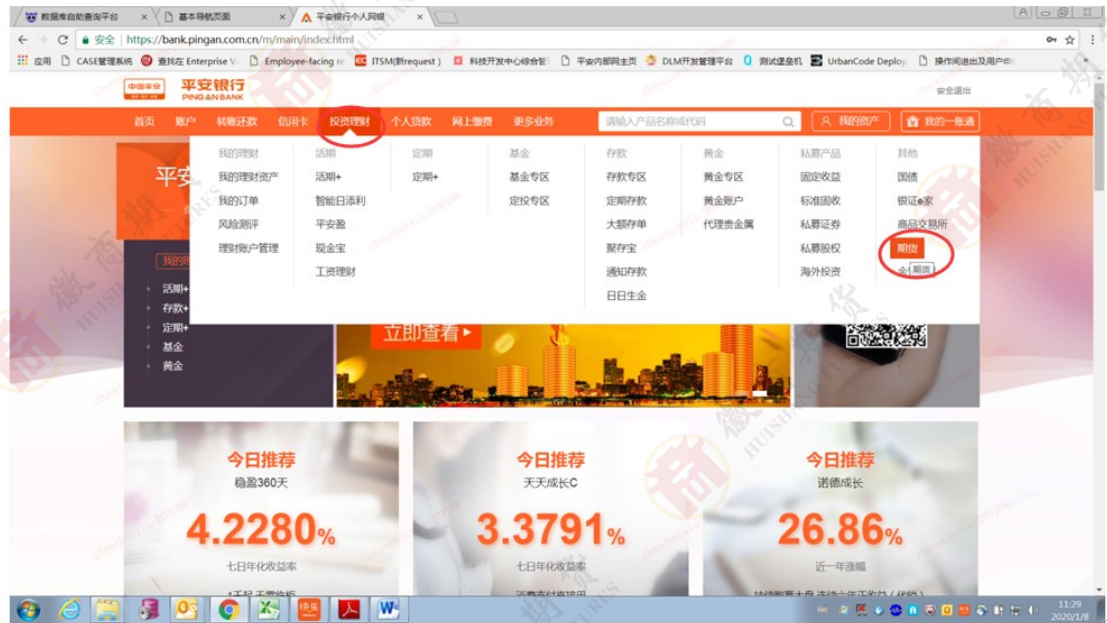 数据库自助查询平台
基本导航页面
平安银行个人网银
安全 https://bank.pingan.com.cn/m/main/index.html
应用 CASE管理系统 查找在 Enterprise V Employee-facing re ITSM(新request) 科技开发中心综合管 平安内部网主页 DLM开发管理平台 测试堡垒机 UrbanCode Deploy 操作间进出及用户申
中国平安 平安银行 安全退出
PINGAN BANK
首页 账户 转账还款 信用卡 投资理财 个人贷款 网上缴费 更多业务 请输入产品名称或代码 我的资产 我的一账通
我的理财 活期 定期 基金 存款 黄金 私募产品 其他
我的理财资产 活期+ 定期+ 基金专区 存款专区 黄金专区 固定收益 国债
我的订单 智能日添利 定投专区 定期存款 黄金账户 标准固收 银证e家
风险测评 平安盈 大额存单 代理贵金属 私募证券 商品交易所
理财账户管理 现金宝 聚存宝 私募股权 期货
工资理财 通知存款 海外投资 期货
日日生金
平安
我的理
活期+
存款+
定期+
基金
黄金
立即查看
今日推荐 今日推荐 今日推荐
稳盈360天 天天成长C 诺德成长
4.2280% 3.3791% 26.86%
七日年化收益率 七日年化收益率 近一年涨幅
11:29
2020/1/8
徽商期货
HUISHANG FUTURES